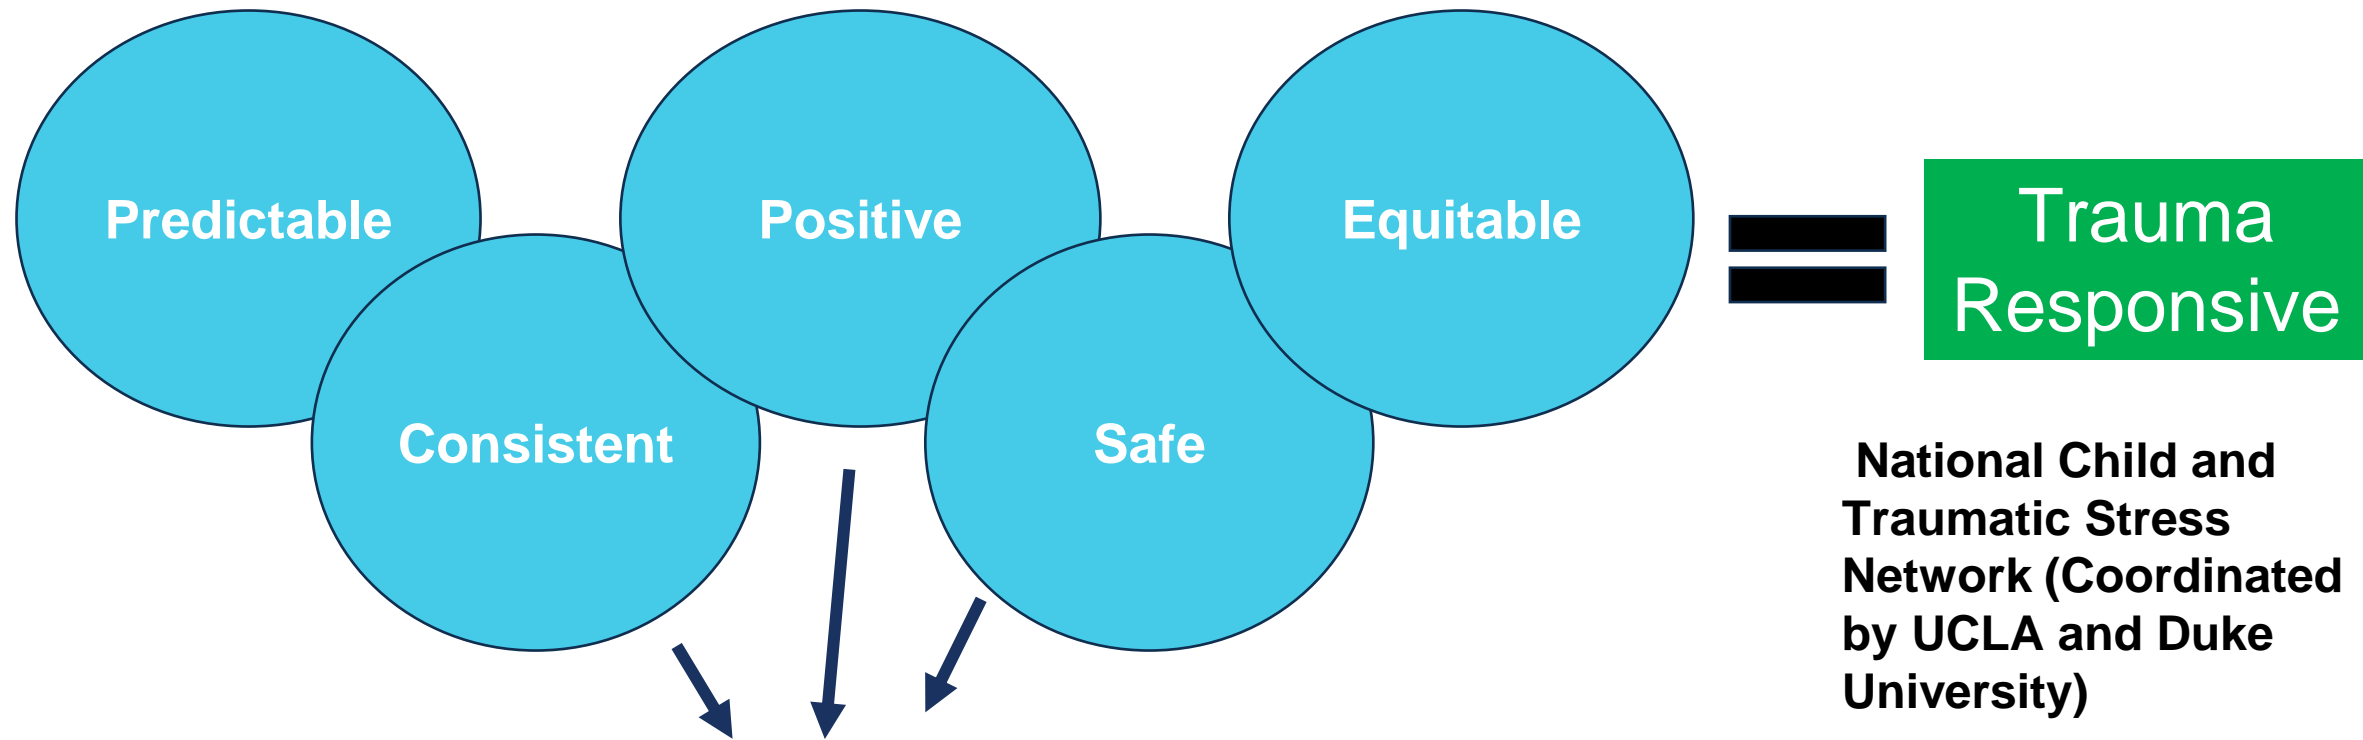 Predictable
Consistent
Positive
Safe
Equitable
Trauma
Responsive
National Child and
Traumatic Stress
Network (Coordinated
by UCLA and Duke
University)